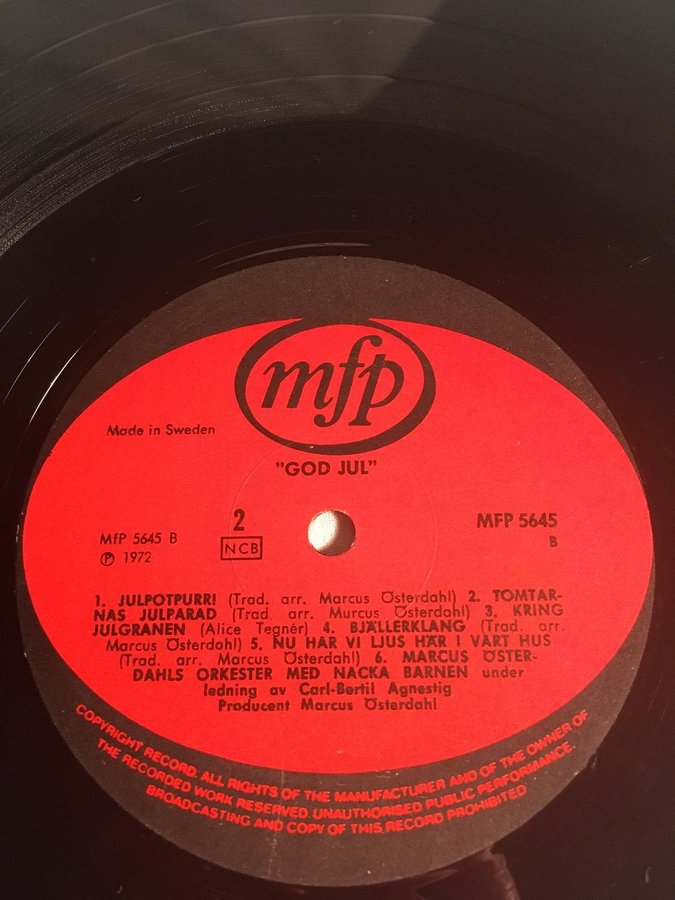 mfp
Made in Sweden
"GOD JUL"
2
NCB
MfP 5645 B
Ⓟ 1972
MFP 5645
B
1. JULPOTPURRI (Trad. arr. Marcus Österdahl) 2. TOMTAR-
NAS JULPARAD (Trad. arr. Murcus Österdahl) 3. KRING
JULGRANEN (Alice Tegnèr) 4. BJÄLLERKLANG (Trad. arr.
Marcus Österdahl) 5. NU HAR VI LJUS HÄR I VÅRT HUS
(Trad. arr. Marcus Österdahl) 6. MARCUS ÖSTER-
DAHLS ORKESTER MED NACKA BARNEN under
ledning av Carl-Bertil Agnestig
Producent Marcus Österdahl
COPYRIGHT RECORD. ALL RIGHTS OF THE MANUFACTURER AND OF THE OWNER OF
THE RECORDED WORK RESERVED. UNAUTHORISED PUBLIC PERFORMANCE,
BROADCASTING AND COPY OF THIS RECORD PROHIBITED